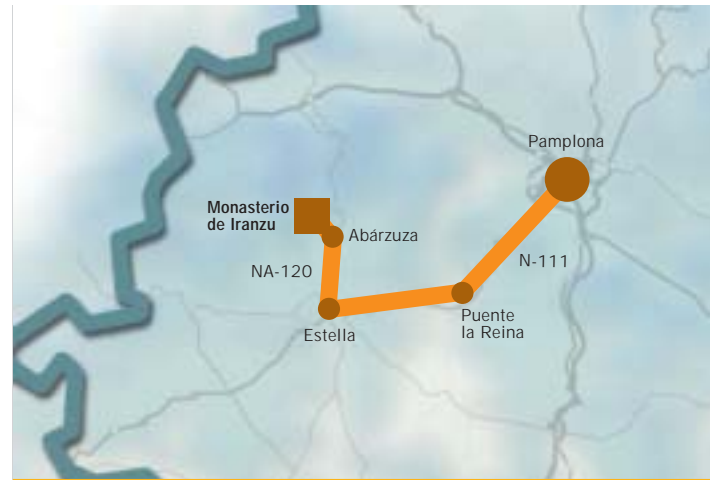 Pamplona
Monasterio
de Iranzu
Abárzuza
N-111
NA-120
Puente
la Reina
Estella